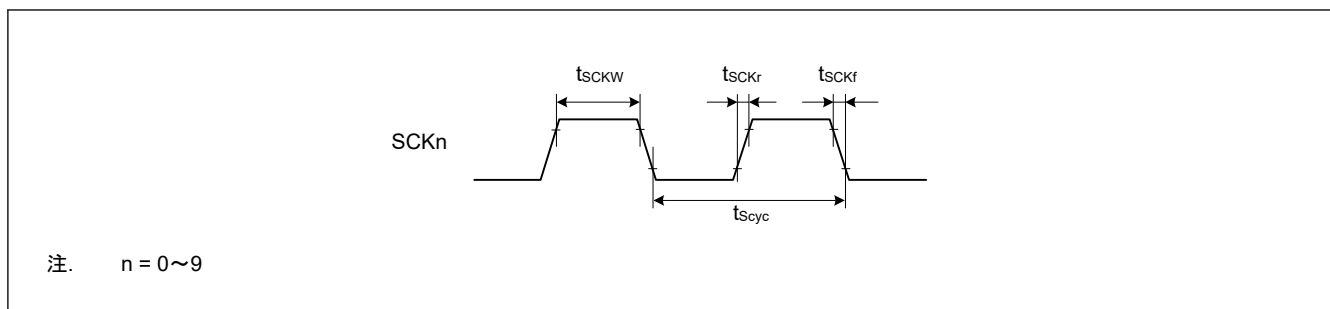 tSCKW tSCKr tSCKf
SCKn
tScyc
注. n = 0～9